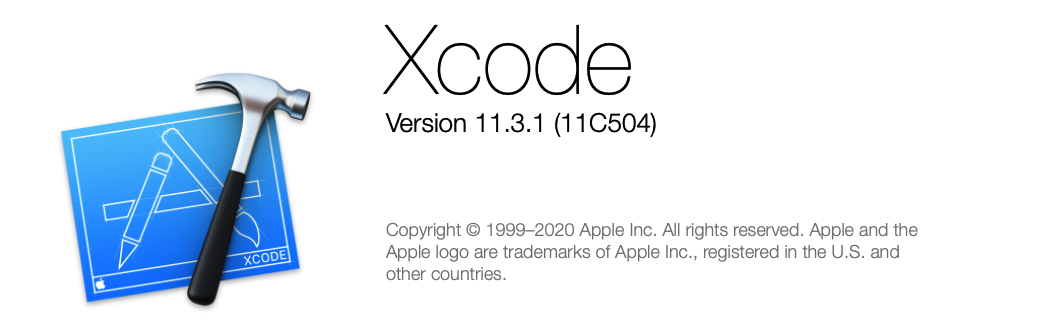 Xcode
Version 11.3.1 (11C504)
Copyright © 1999–2020 Apple Inc. All rights reserved. Apple and the
Apple logo are trademarks of Apple Inc., registered in the U.S. and
other countries.
XCODE